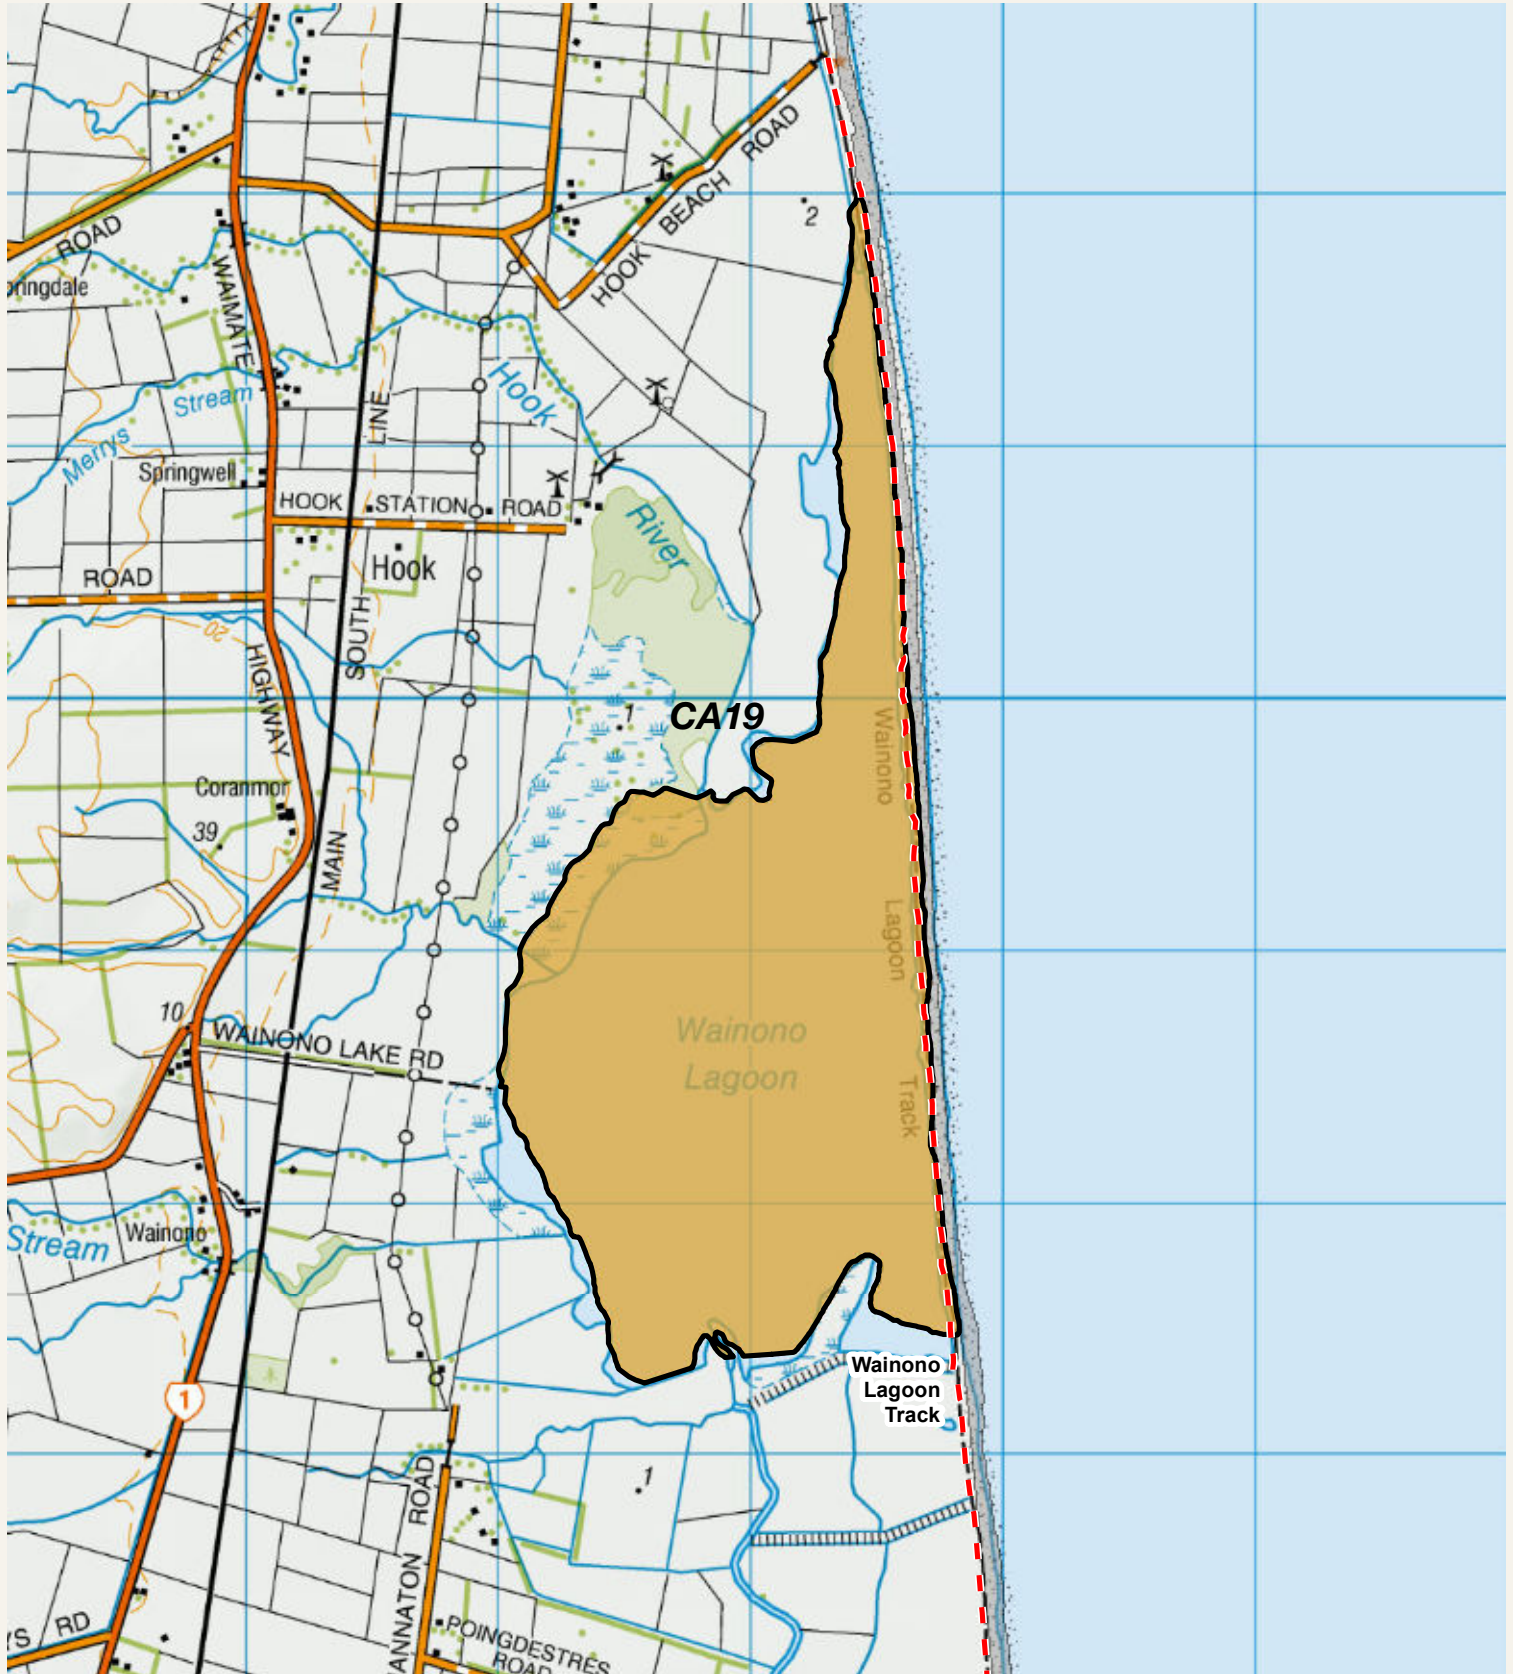 HOOK BEACH ROAD
2
ROAD
WAIMATE HIGHWAY
Stream
Merrys
Springwell
HOOK STATION ROAD
Hook
Hook River
ROAD
20
SOUTH LINE
MAIN
1
CA19
Coranmor
39
Wainono Lagoon Track
10
WAINONO LAKE RD
Wainono
Lagoon
Stream
Wainono
1
Wainono
Lagoon
Track
ROAD
1
RD
POINGDESTRES
ROAD